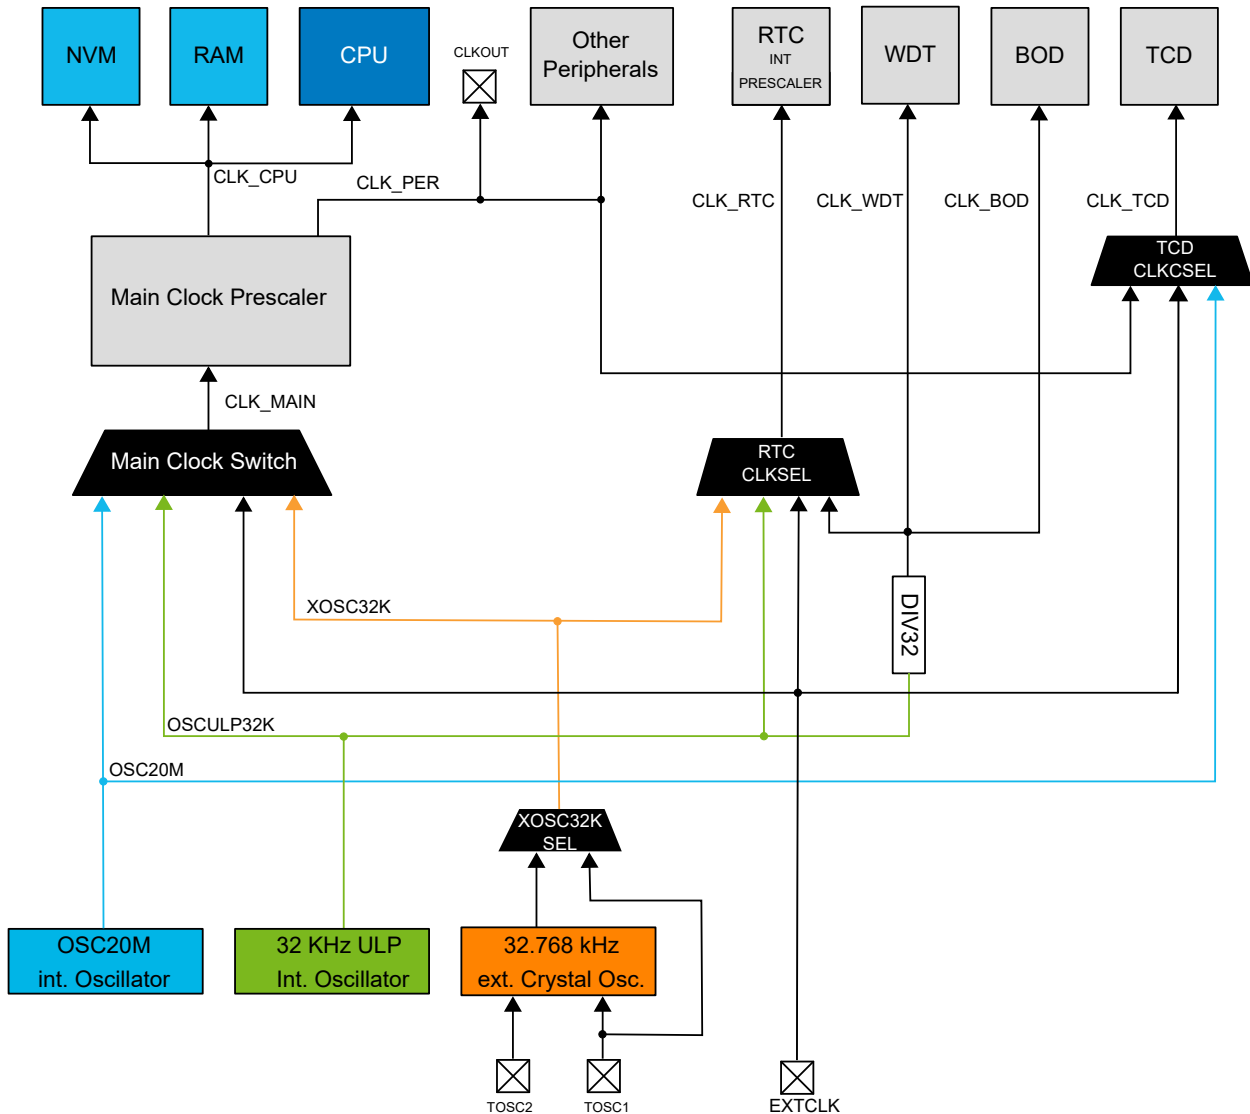 NVM
RAM
CPU
CLKOUT
Other
Peripherals
RTC
INT
PRESCALER
WDT
BOD
TCD
CLK_CPU
CLK_PER
CLK_RTC
CLK_WDT
CLK_BOD
CLK_TCD
TCD
CLKCSEL
Main Clock Prescaler
CLK_MAIN
Main Clock Switch
RTC
CLKSEL
XOSC32K
DIV32
OSCULP32K
OSC20M
XOSC32K
SEL
OSC20M
int. Oscillator
32 KHz ULP
Int. Oscillator
32.768 kHz
ext. Crystal Osc.
TOSC2
TOSC1
EXTCLK